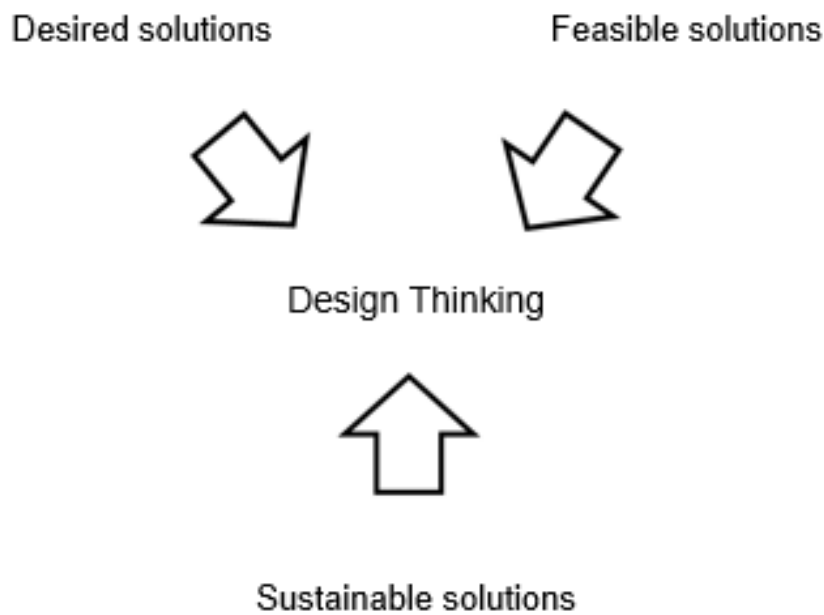 Desired solutions
Feasible solutions
Design Thinking
Sustainable solutions